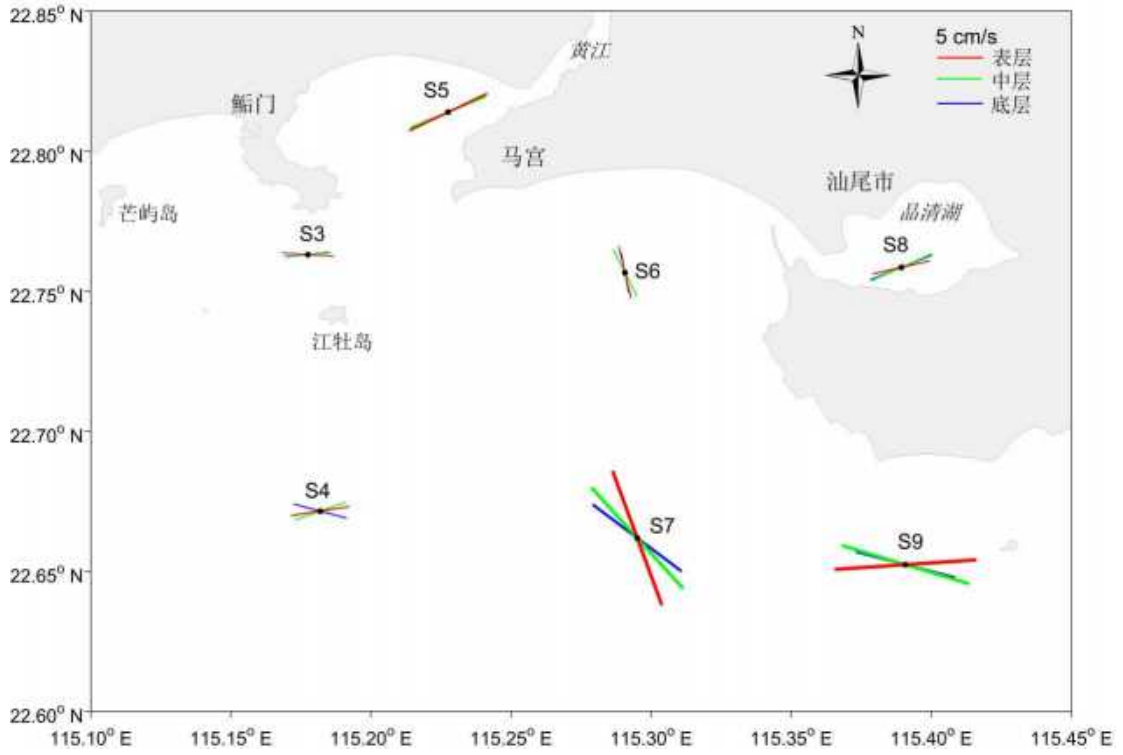 22.85° N
黄江
N
5 cm/s
表层
中层
底层
S5
鲘门
22.80° N
马宫
汕尾市
芒屿岛
品清湖
S3
S6
S8
22.75° N
江牡岛
22.70° N
S4
S7
S9
22.65° N
22.60° N
115.10° E
115.15° E
115.20° E
115.25° E
115.30° E
115.35° E
115.40° E
115.45° E